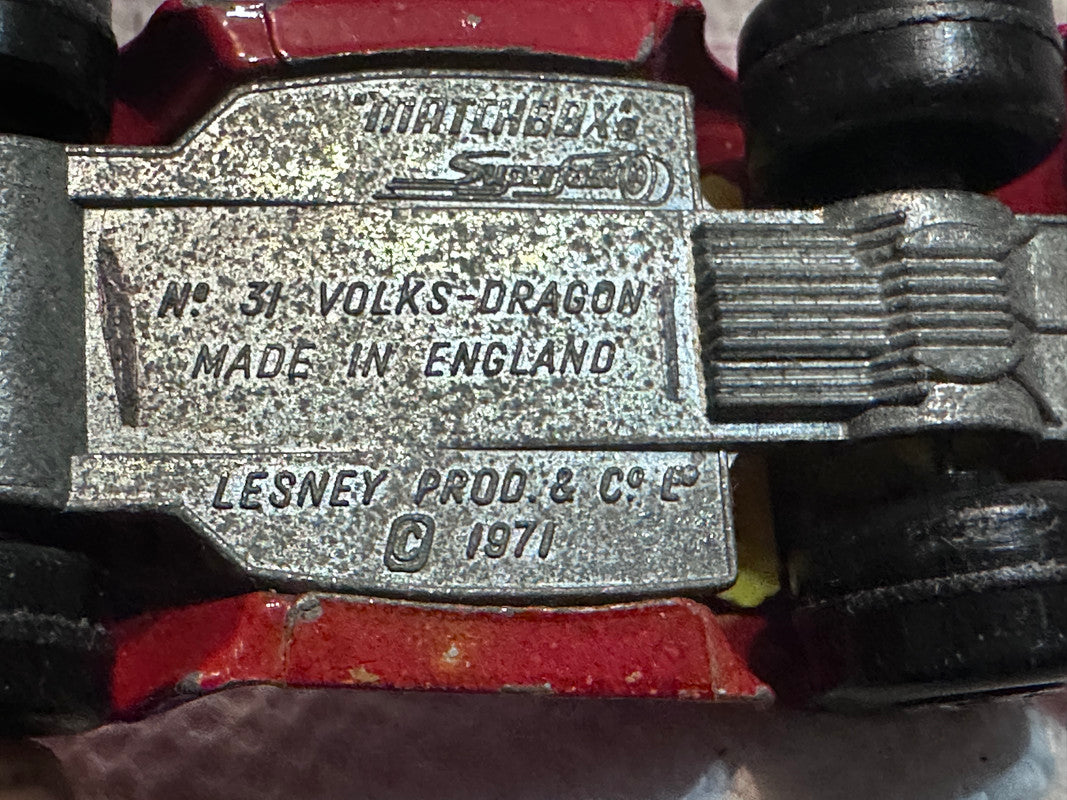 "MATCHBOX"®
Superfast
Nº 31 VOLKS-DRAGON
MADE IN ENGLAND
LESNEY PROD. & Cº Lᵀᴰ
© 1971